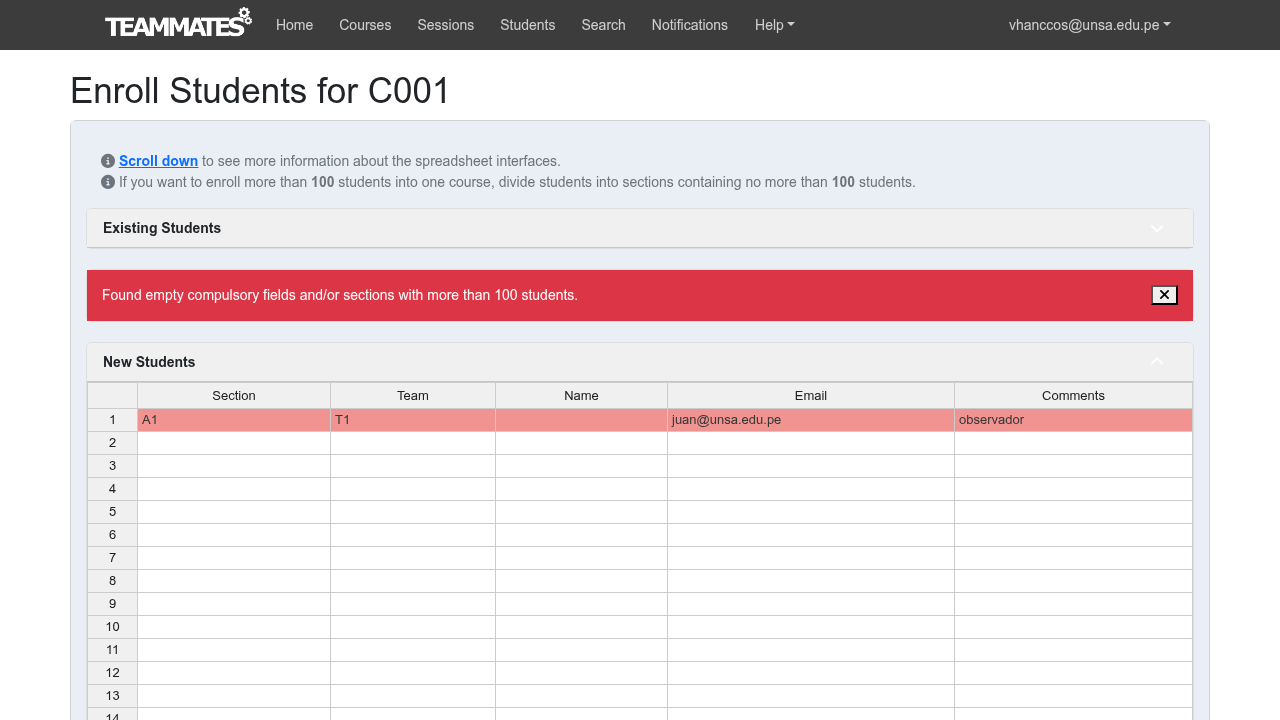 TEAMMATES Home Courses Sessions Students Search Notifications Help vhanccos@unsa.edu.pe
Enroll Students for C001
Scroll down to see more information about the spreadsheet interfaces.
If you want to enroll more than 100 students into one course, divide students into sections containing no more than 100 students.
Existing Students
Found empty compulsory fields and/or sections with more than 100 students.
New Students
Section Team Name Email Comments
1 A1 T1 juan@unsa.edu.pe observador
2
3
4
5
6
7
8
9
10
11
12
13
14